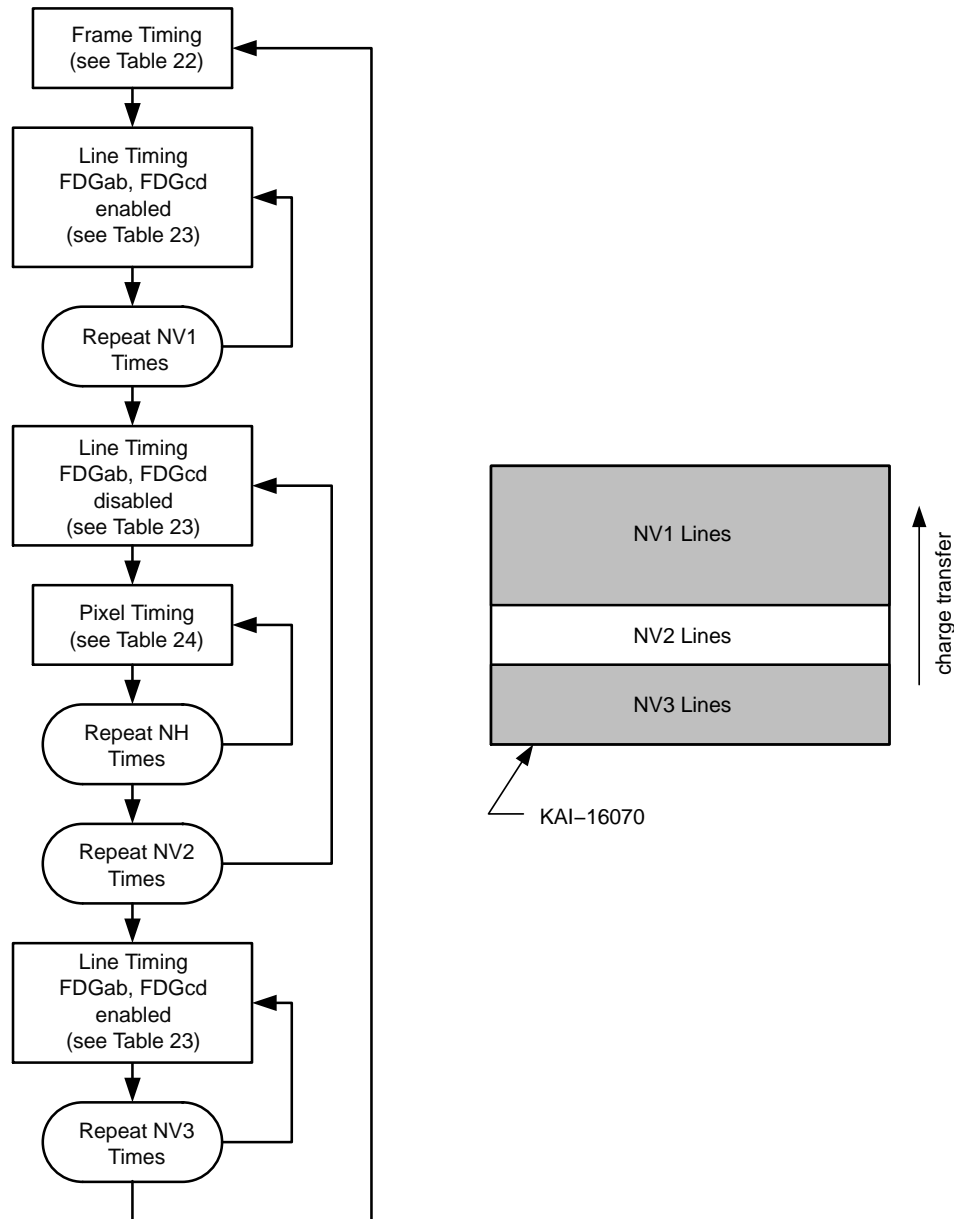 Frame Timing
(see Table 22)
Line Timing
FDGab, FDGcd
enabled
(see Table 23)
Repeat NV1
Times
Line Timing
FDGab, FDGcd
disabled
(see Table 23)
Pixel Timing
(see Table 24)
Repeat NH
Times
Repeat NV2
Times
Line Timing
FDGab, FDGcd
enabled
(see Table 23)
Repeat NV3
Times
NV1 Lines
NV2 Lines
NV3 Lines
charge transfer
KAI−16070